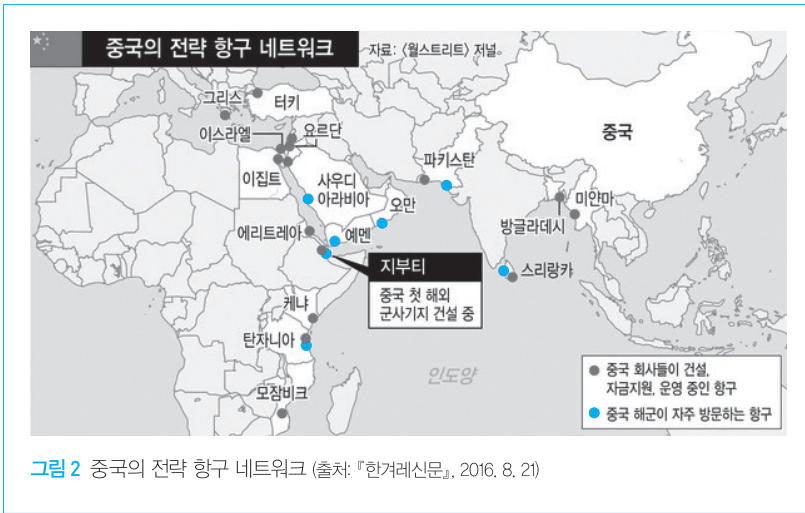 중국의 전략 항구 네트워크
자료: 〈월스트리트〉 저널
그리스
터키
이스라엘
요르단
중국
이집트
사우디
아라비아
파키스탄
오만
미얀마
방글라데시
에리트레아
예멘
스리랑카
지부티
중국 첫 해외
군사기지 건설 중
케냐
탄자니아
모잠비크
인도양
중국 회사들이 건설,
자금지원, 운영 중인 항구
중국 해군이 자주 방문하는 항구
그림 2 중국의 전략 항구 네트워크 (출처: 『한겨레신문』, 2016. 8. 21)